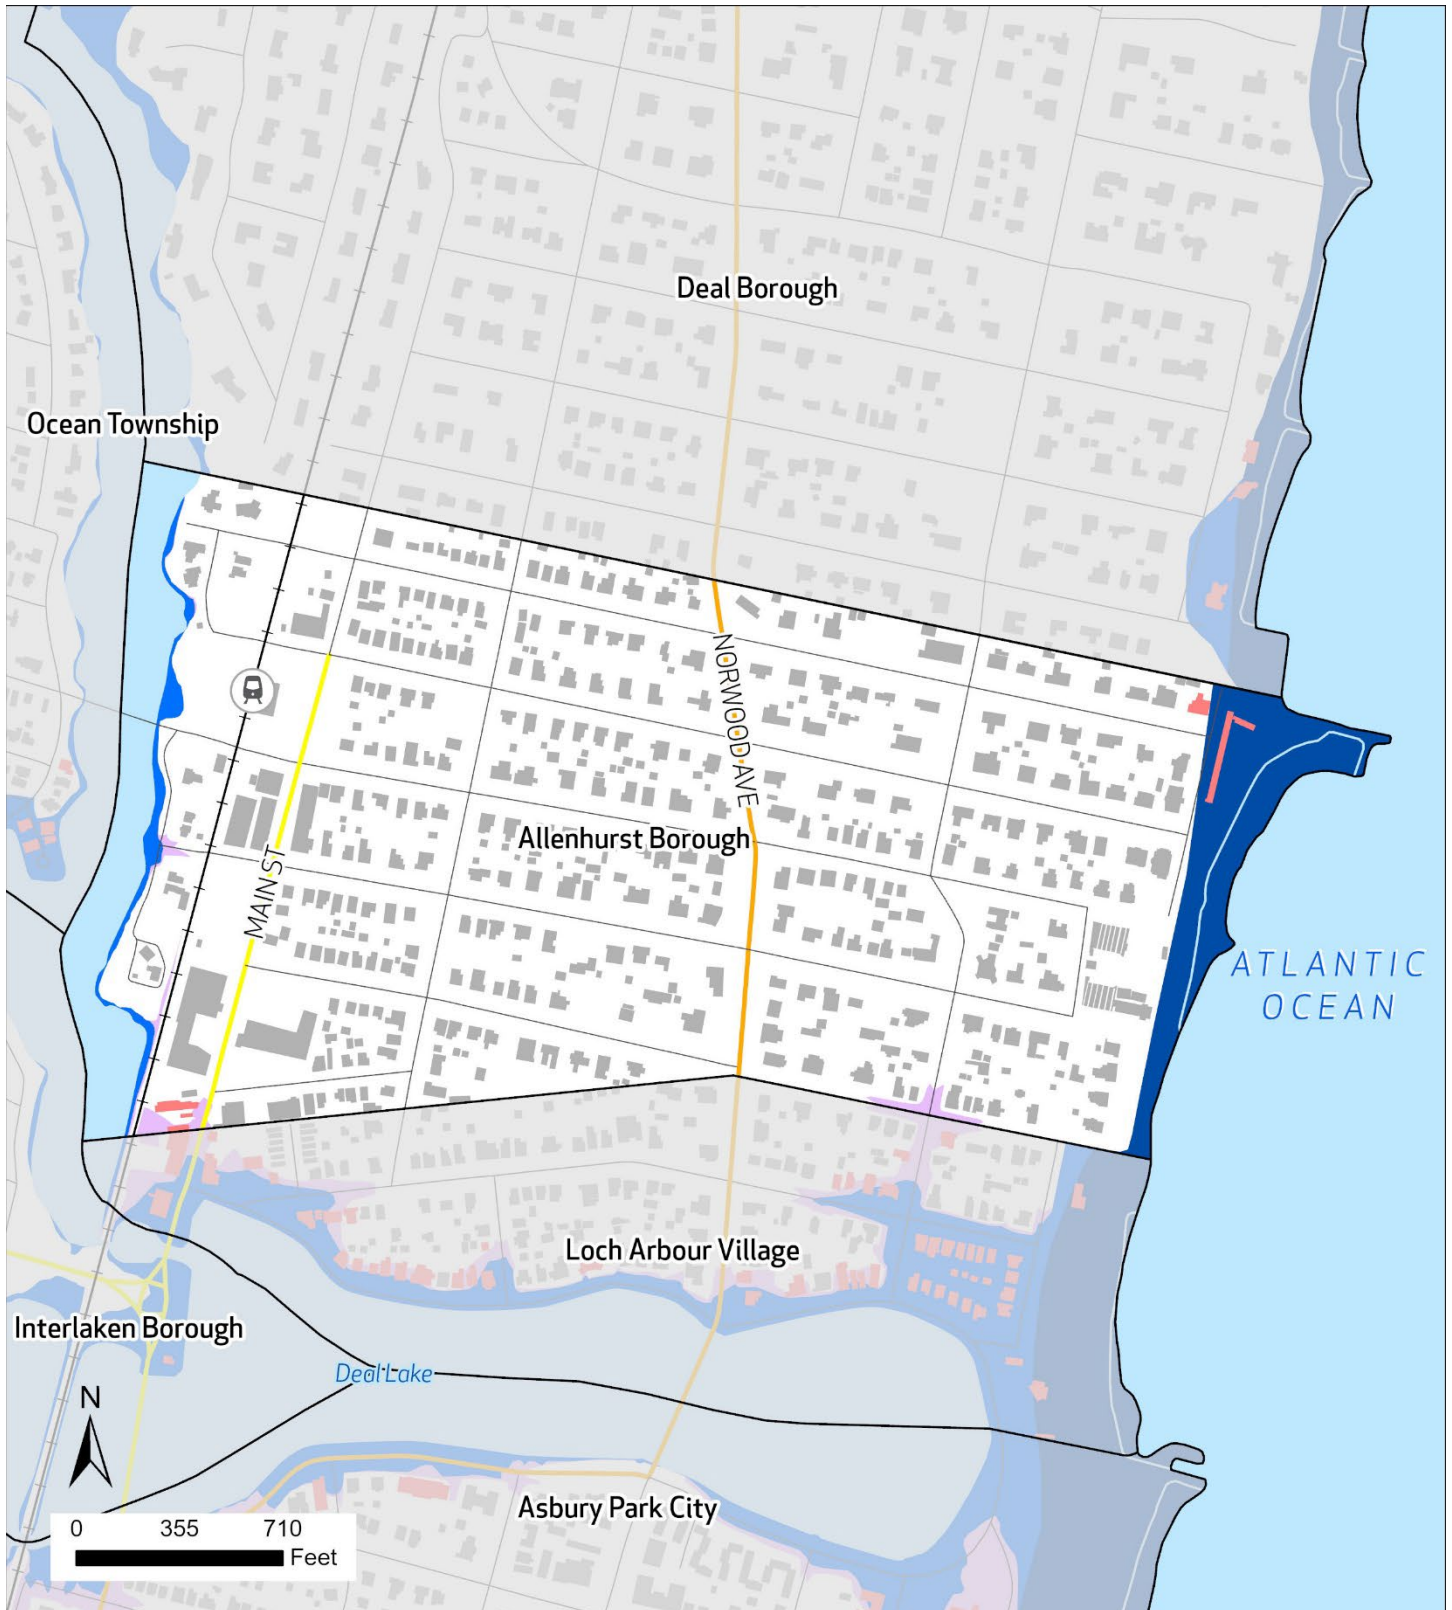 Deal Borough
Ocean Township
NORWOOD AVE
Allenhurst Borough
MAIN ST
ATLANTIC
OCEAN
Loch Arbour Village
Interlaken Borough
Deal Lake
N
Asbury Park City
0 355 710
Feet